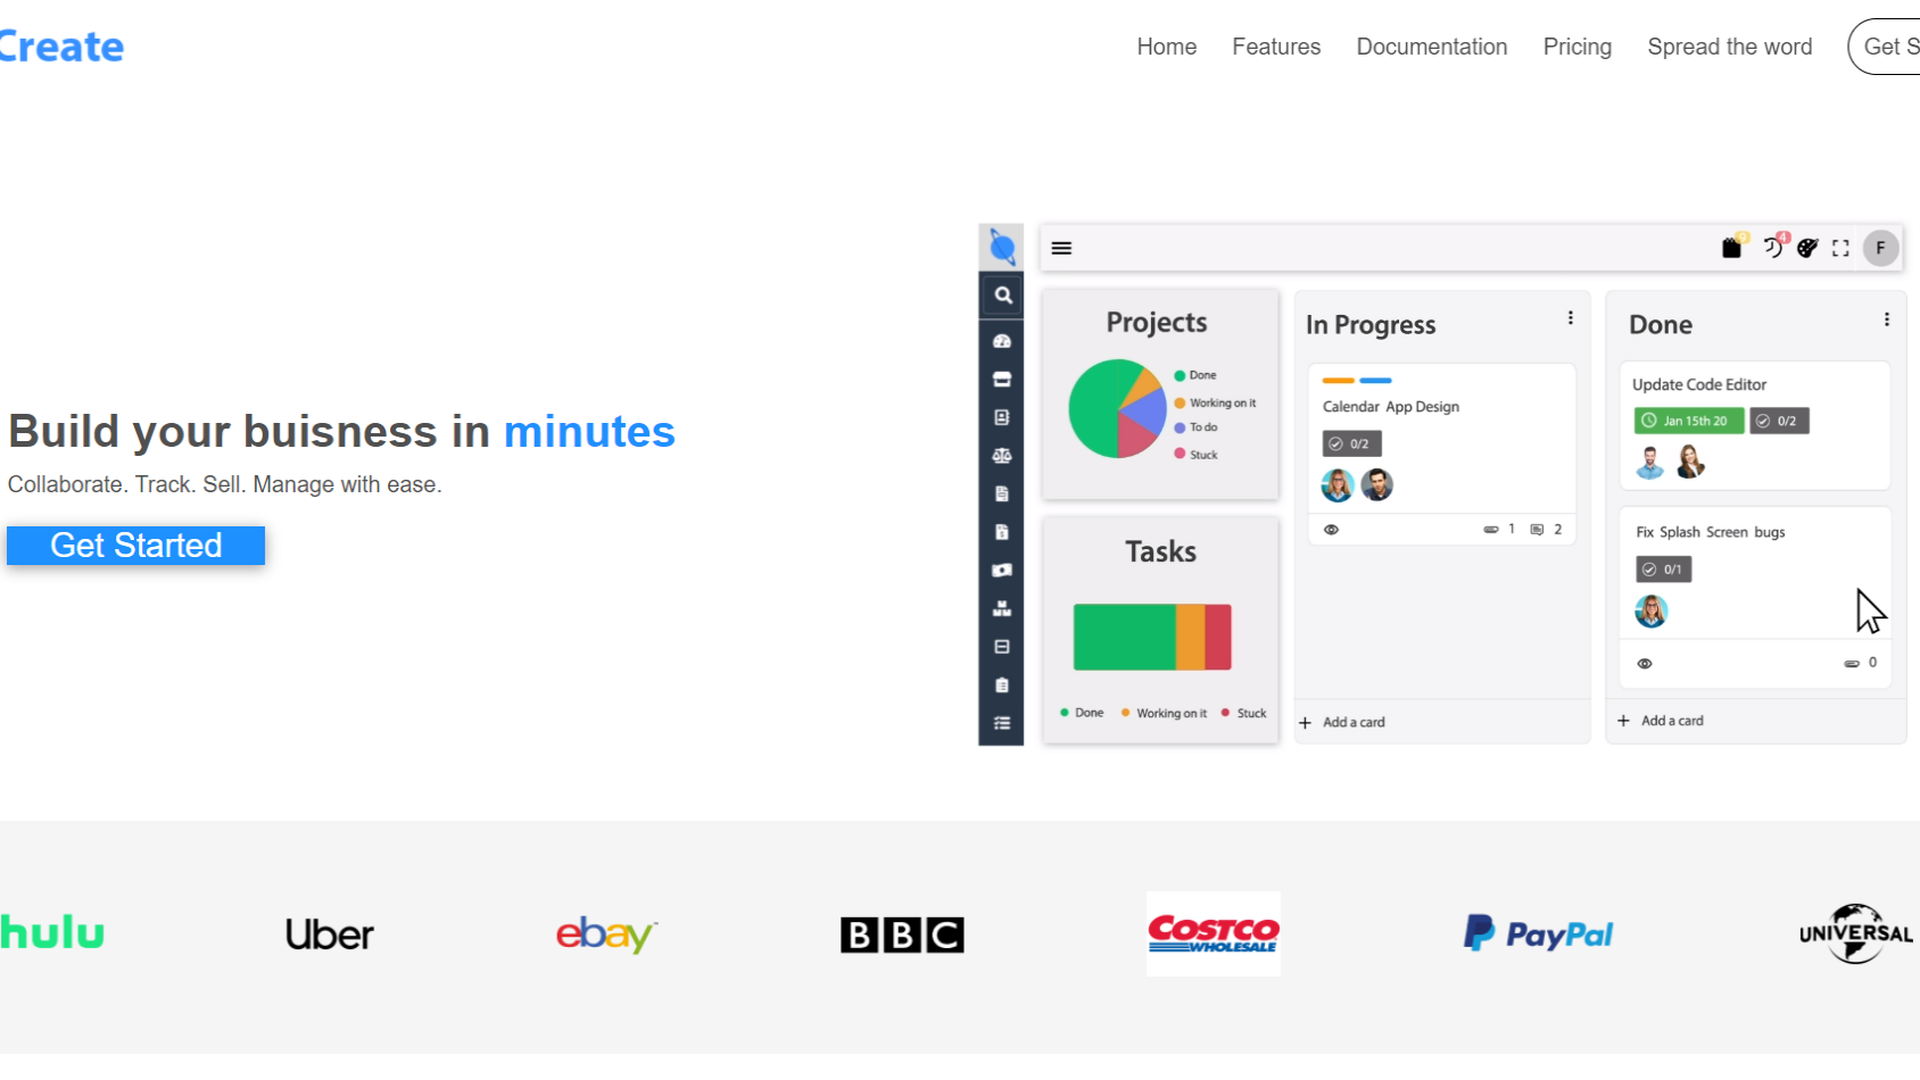 Create
Home Features Documentation Pricing Spread the word Get S
9 4 F
Projects
Done
Working on it
To do
Stuck
In Progress
Calendar App Design
0/2
1 2
Add a card
Done
Update Code Editor
Jan 15th 20 0/2
Fix Splash Screen bugs
0/1
0
Add a card
Tasks
Done Working on it Stuck
Build your buisness in minutes
Collaborate. Track. Sell. Manage with ease.
Get Started
hulu Uber ebay BBC COSTCO WHOLESALE PayPal UNIVERSAL